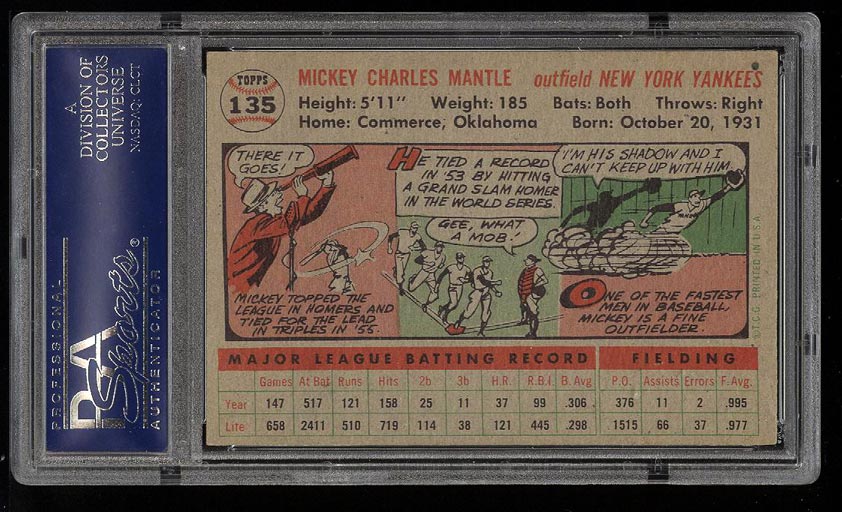 A
DIVISION OF
COLLECTORS
UNIVERSE
NASDAQ: CLCT
PROFESSIONAL
PSA
Sports®
AUTHENTICATOR
TOPPS
135
MICKEY CHARLES MANTLE outfield NEW YORK YANKEES
Height: 5'11" Weight: 185 Bats: Both Throws: Right
Home: Commerce, Oklahoma Born: October 20, 1931
THERE IT
GOES!
MICKEY TOPPED THE
LEAGUE IN HOMERS AND
TIED FOR THE LEAD
IN TRIPLES IN '55.
HE TIED A RECORD
IN '53 BY HITTING
A GRAND SLAM HOMER
IN THE WORLD SERIES.
GEE, WHAT
A MOB!
I'M HIS SHADOW AND I
CAN'T KEEP UP WITH HIM.
ONE OF THE FASTEST
MEN IN BASEBALL,
MICKEY IS A FINE
OUTFIELDER.
© T.C.G. PRINTED IN U.S.A.
MAJOR LEAGUE BATTING RECORD FIELDING
Games At Bat Runs Hits 2b 3b H.R. R.B.I. B. Avg P.O. Assists Errors F. Avg.
Year 147 517 121 158 25 11 37 99 .306 376 11 2 .995
Life 658 2411 510 719 114 38 121 445 .298 1515 66 37 .977